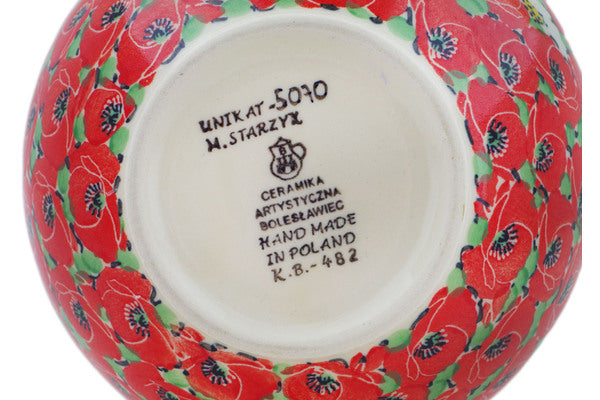 UNIKAT-5070
M. STARZYK
CERAMIKA
ARTYSTYCZNA
BOLESŁAWIEC
HAND MADE
IN POLAND
K.B.-482